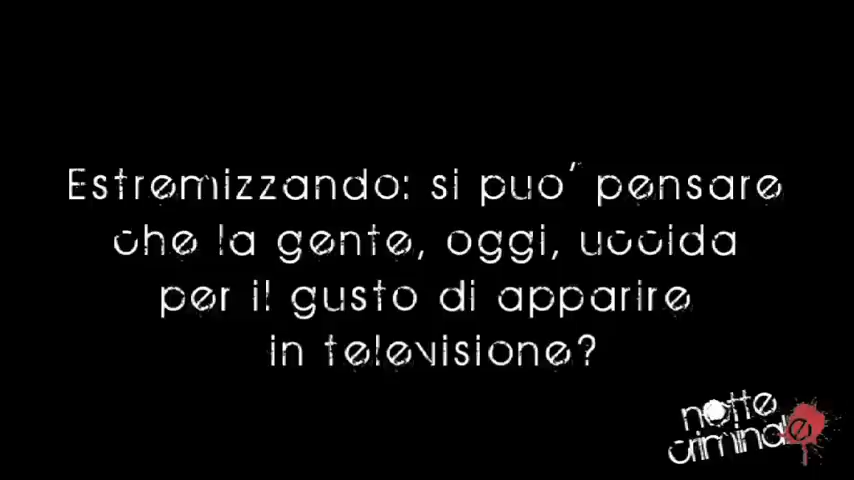 Estremizzando: si puo' pensare
che la gente, oggi, uccida
per il gusto di apparire
in televisione?
notte
criminale